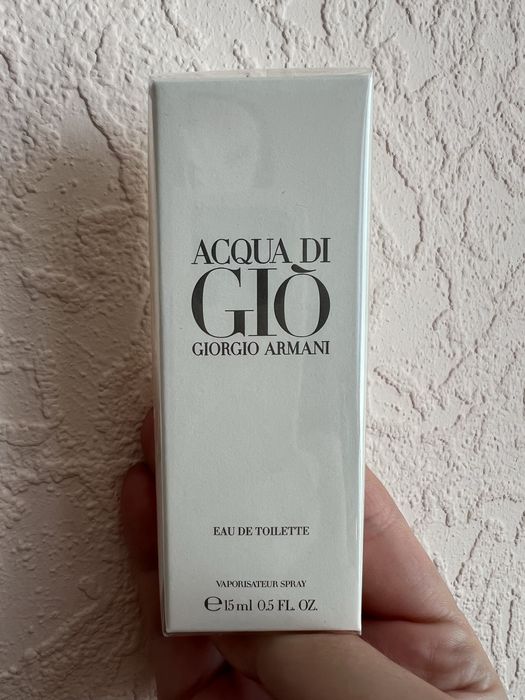 ACQUA DI
GIÒ
GIORGIO ARMANI
EAU DE TOILETTE
VAPORISATEUR SPRAY
℮15 ml 0.5 FL. OZ.